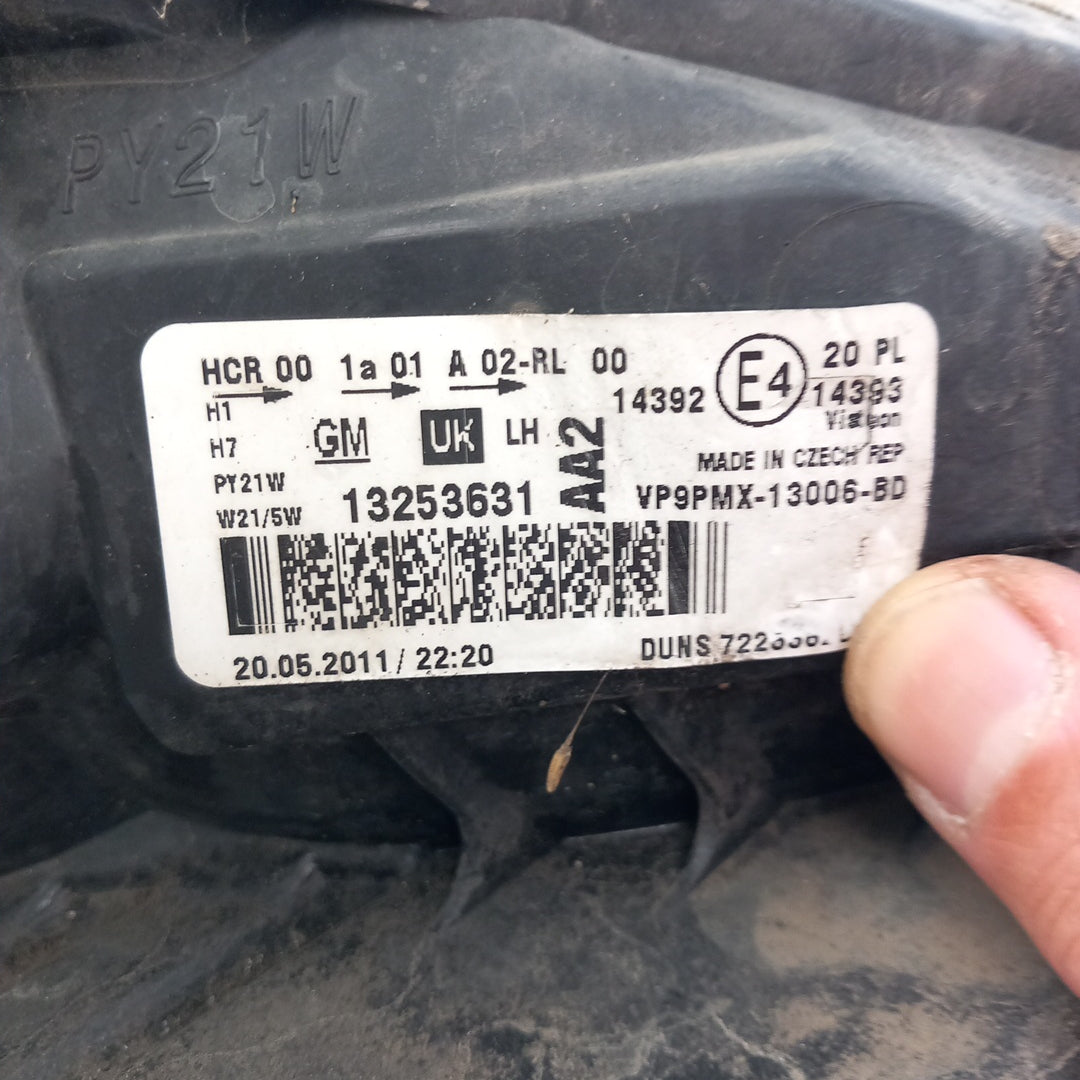 PY21W
HCR 00 1a 01 A 02-RL 00
14392 E4 20 PL
14393
Visteon
H1
H7
PY21W
W21/5W
GM UK LH AA2
MADE IN CZECH REP
13253631
VP9PMX-13006-BD
20.05.2011 / 22:20
DUNS